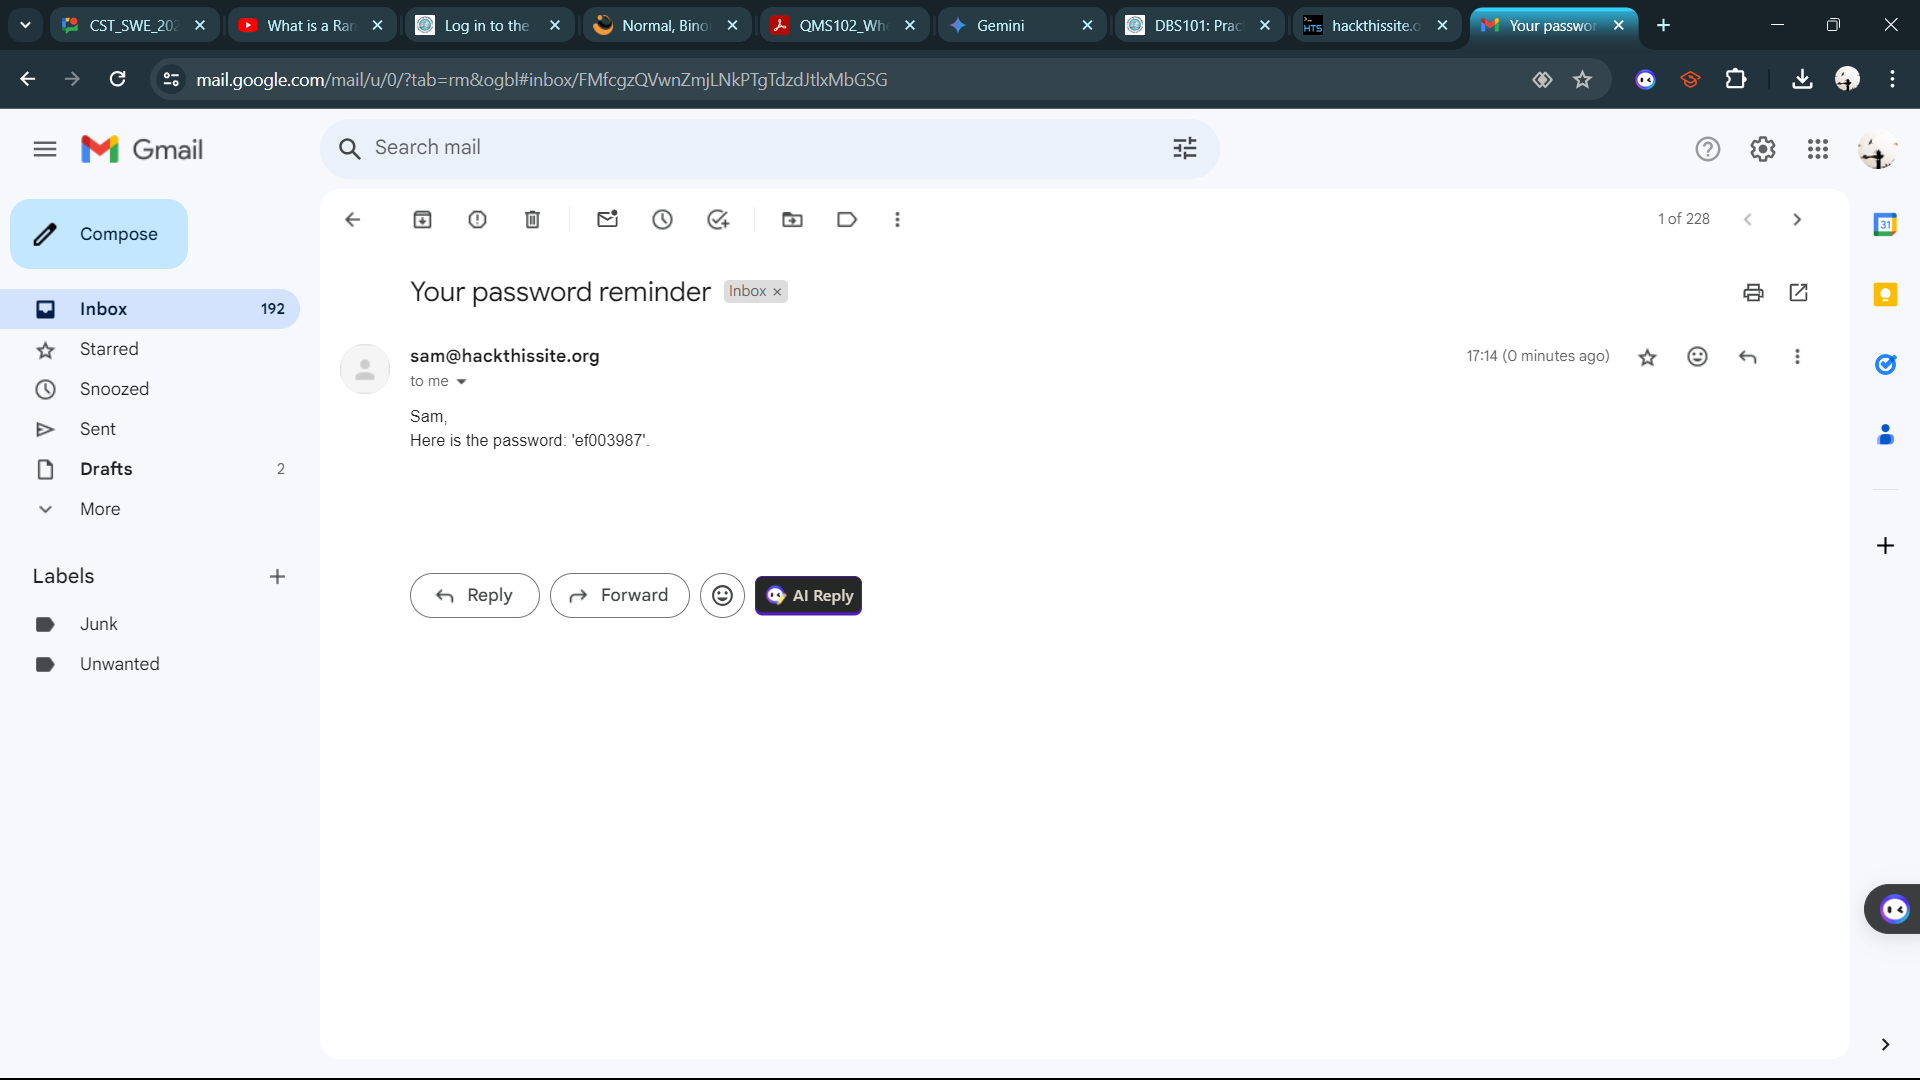 CST_SWE_202
What is a Ran
Log in to the
Normal, Bino
QMS102_Whe
Gemini
DBS101: Prac
hackthissite.o
Your passwor
mail.google.com/mail/u/0/?tab=rm&ogbl#inbox/FMfcgzQVwnZmjLNkPTgTdzdJtlxMbGSG
Gmail
Search mail
Compose
1 of 228
Inbox 192
Starred
Snoozed
Sent
Drafts 2
More
Labels
Junk
Unwanted
Your password reminder Inbox ×
sam@hackthissite.org
17:14 (0 minutes ago)
to me
Sam,
Here is the password: 'ef003987'.
Reply
Forward
AI Reply
31